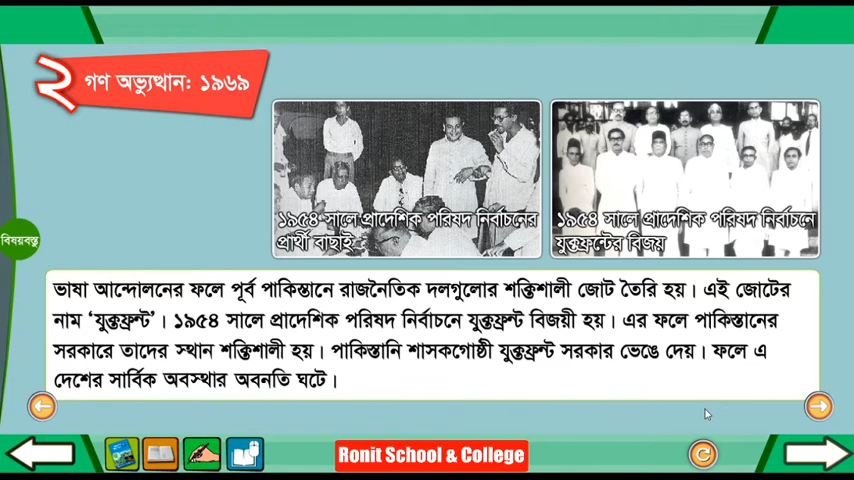 ২
গণ অভ্যুত্থান: ১৯৬৯
১৯৫৪ সালে প্রাদেশিক পরিষদ নির্বাচনের
প্রার্থী বাছাই
১৯৫৪ সালে প্রাদেশিক পরিষদ নির্বাচনে
যুক্তফ্রন্টের বিজয়
বিষয়বস্তু
ভাষা আন্দোলনের ফলে পূর্ব পাকিস্তানে রাজনৈতিক দলগুলোর শক্তিশালী জোট তৈরি হয়। এই জোটের
নাম ‘যুক্তফ্রন্ট’। ১৯৫৪ সালে প্রাদেশিক পরিষদ নির্বাচনে যুক্তফ্রন্ট বিজয়ী হয়। এর ফলে পাকিস্তানের
সরকারে তাদের স্থান শক্তিশালী হয়। পাকিস্তানি শাসকগোষ্ঠী যুক্তফ্রন্ট সরকার ভেঙে দেয়। ফলে এ
দেশের সার্বিক অবস্থার অবনতি ঘটে।
Ronit School & College